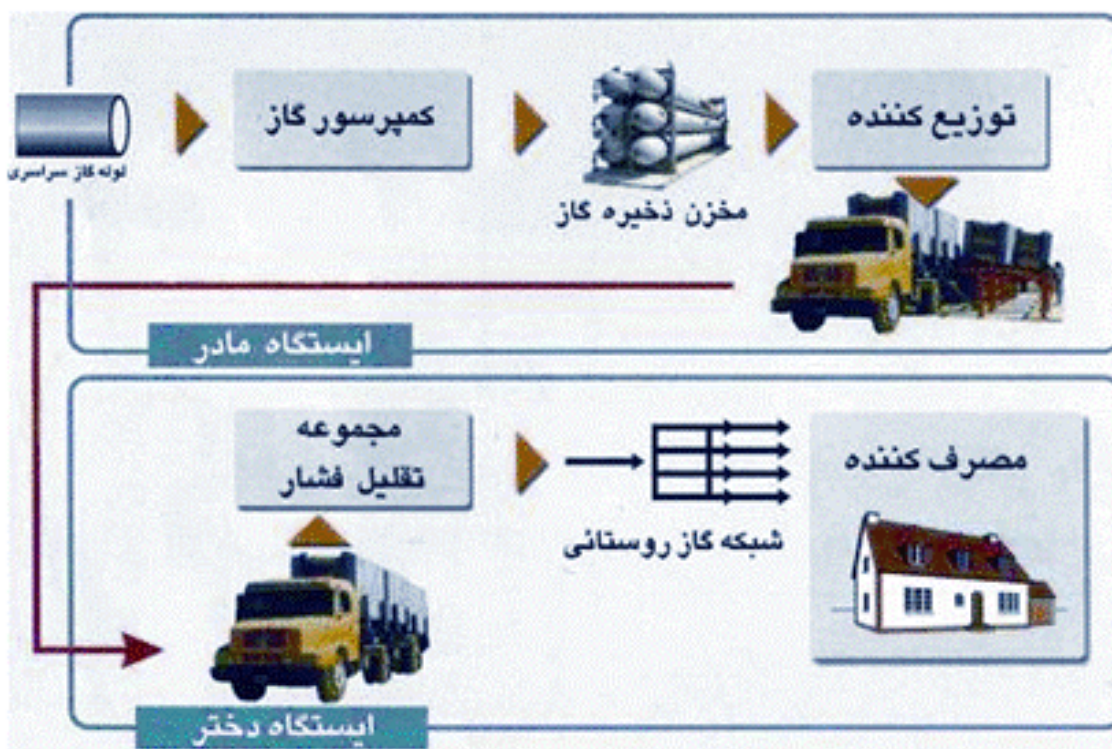 لوله گاز سراسری
کمپرسور گاز
مخزن ذخیره گاز
توزیع کننده
ایستگاه مادر
مجموعه
تقلیل فشار
شبکه گاز روستائی
مصرف کننده
ایستگاه دختر